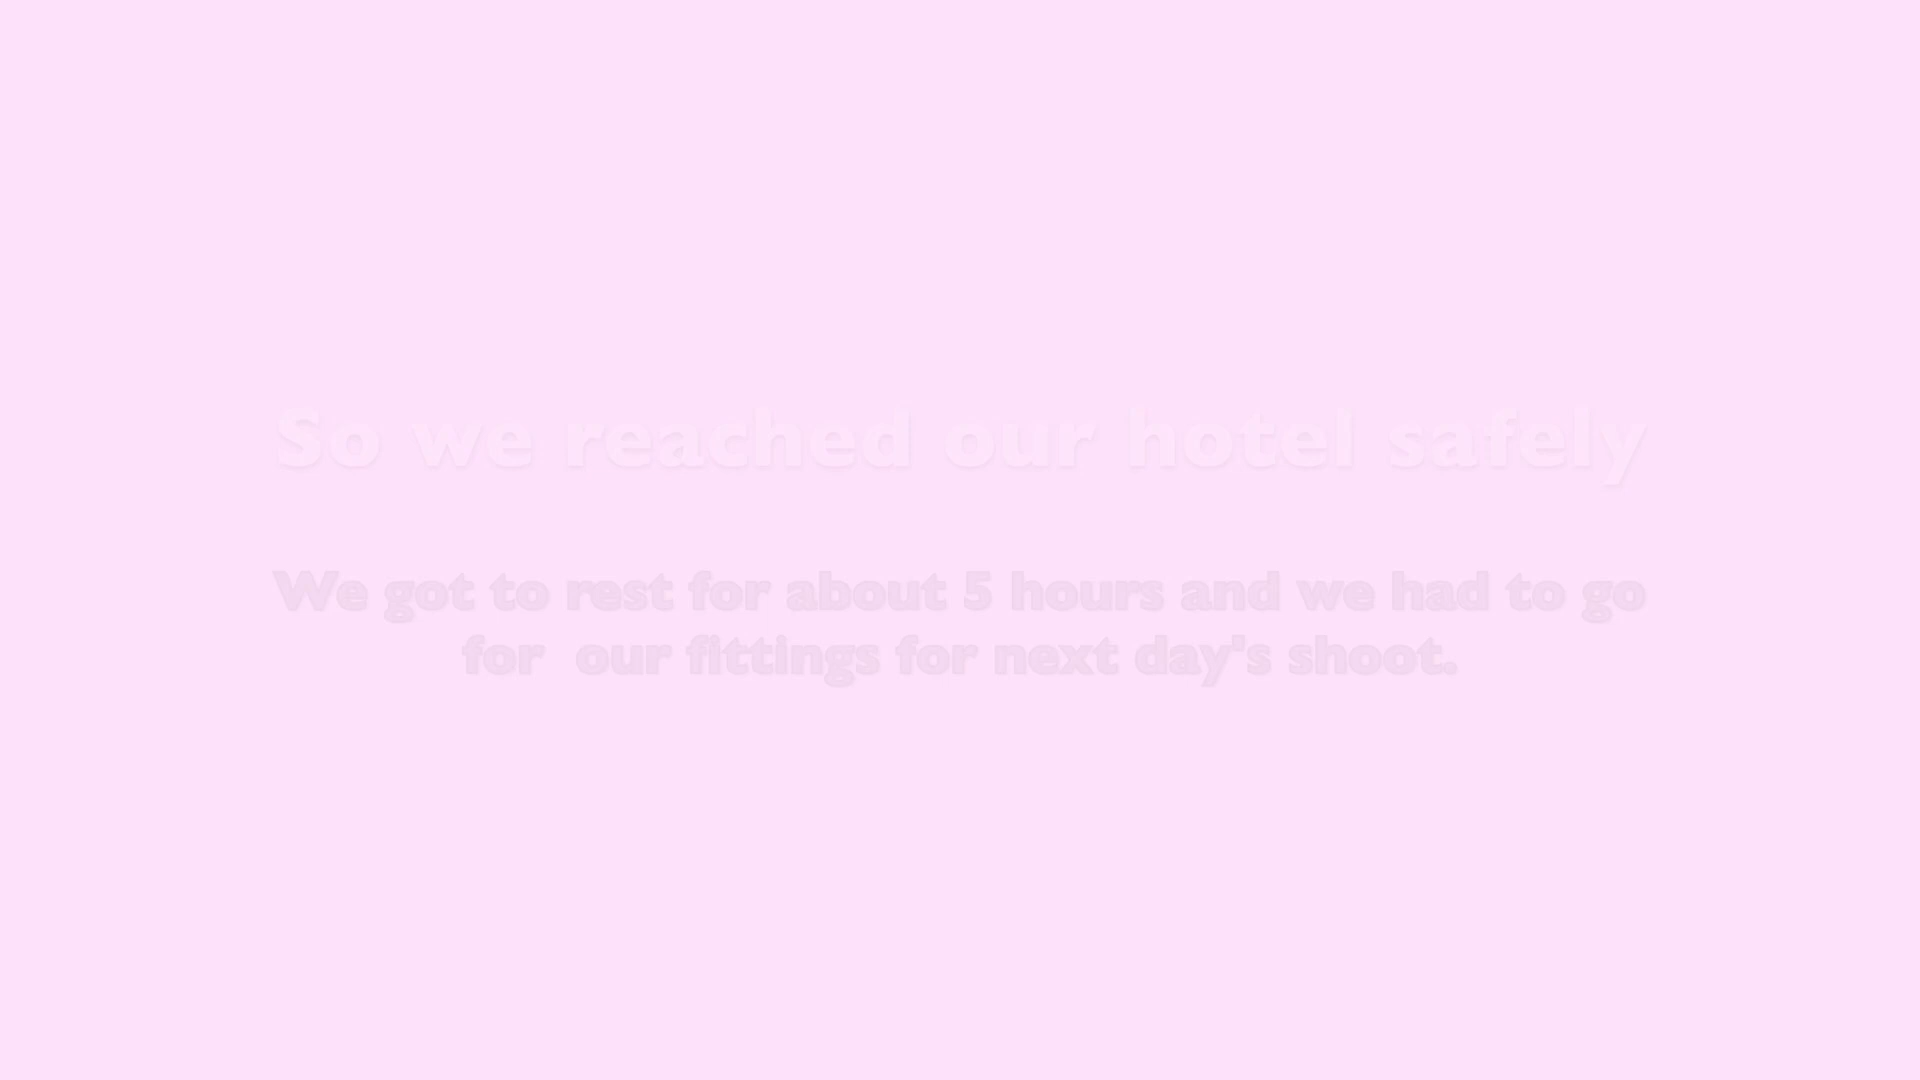 So we reached our hotel safely
We got to rest for about 5 hours and we had to go
for  our fittings for next day's shoot.